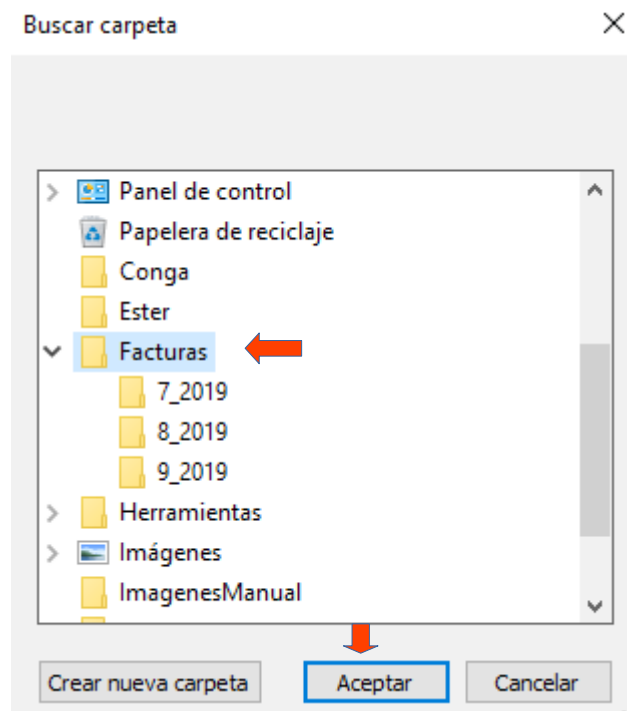 Buscar carpeta
Panel de control
Papelera de reciclaje
Conga
Ester
Facturas
7_2019
8_2019
9_2019
Herramientas
Imágenes
ImagenesManual
Crear nueva carpeta Aceptar Cancelar